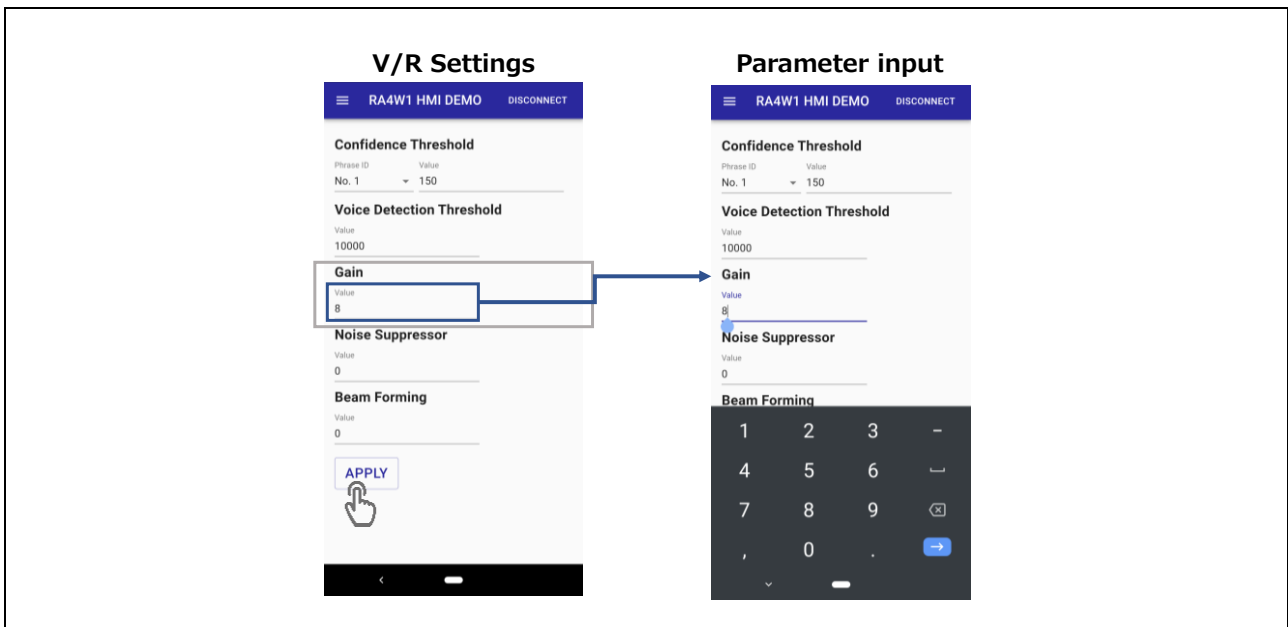 V/R Settings
RA4W1 HMI DEMO DISCONNECT
Confidence Threshold
Phrase ID Value
No. 1 150
Voice Detection Threshold
Value
10000
Gain
Value
8
Noise Suppressor
Value
0
Beam Forming
Value
0
APPLY
Parameter input
RA4W1 HMI DEMO DISCONNECT
Confidence Threshold
Phrase ID Value
No. 1 150
Voice Detection Threshold
Value
10000
Gain
Value
8
Noise Suppressor
Value
0
Beam Forming
1 2 3 -
4 5 6
7 8 9
, 0 .